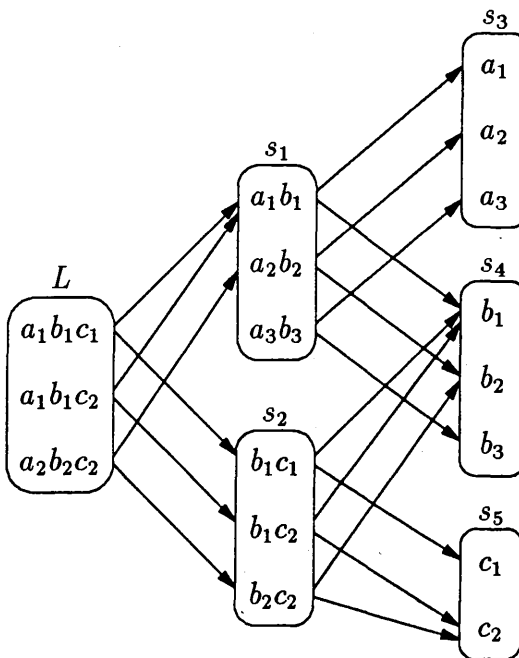 L
a₁b₁c₁
a₁b₁c₂
a₂b₂c₂
s₁
a₁b₁
a₂b₂
a₃b₃
s₂
b₁c₁
b₁c₂
b₂c₂
s₃
a₁
a₂
a₃
s₄
b₁
b₂
b₃
s₅
c₁
c₂